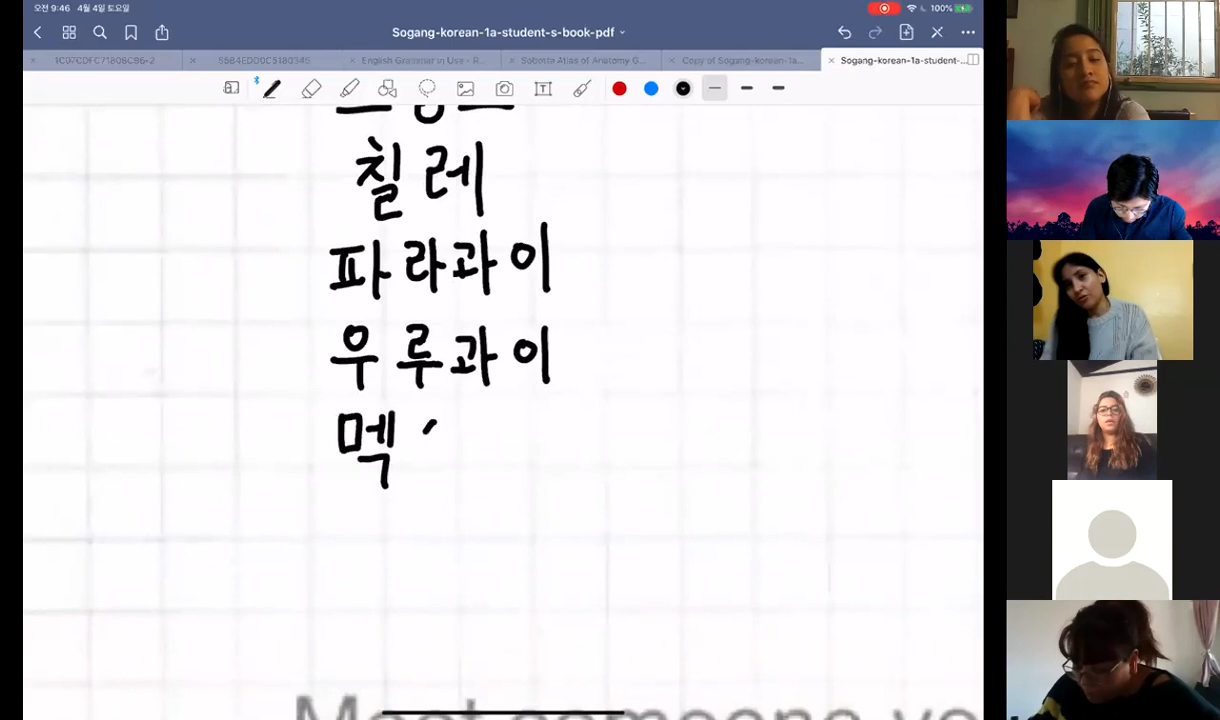 오전 9:46 4월 4일 토요일
100%
Sogang-korean-1a-student-s-book-pdf
English Grammar in Use - R...
Sobotta Atlas of Anatomy G...
Copy of Sogang-korean-1a...
Sogang-korean-1a-student-...
칠레
파라과이
우루과이
멕
Meet someone